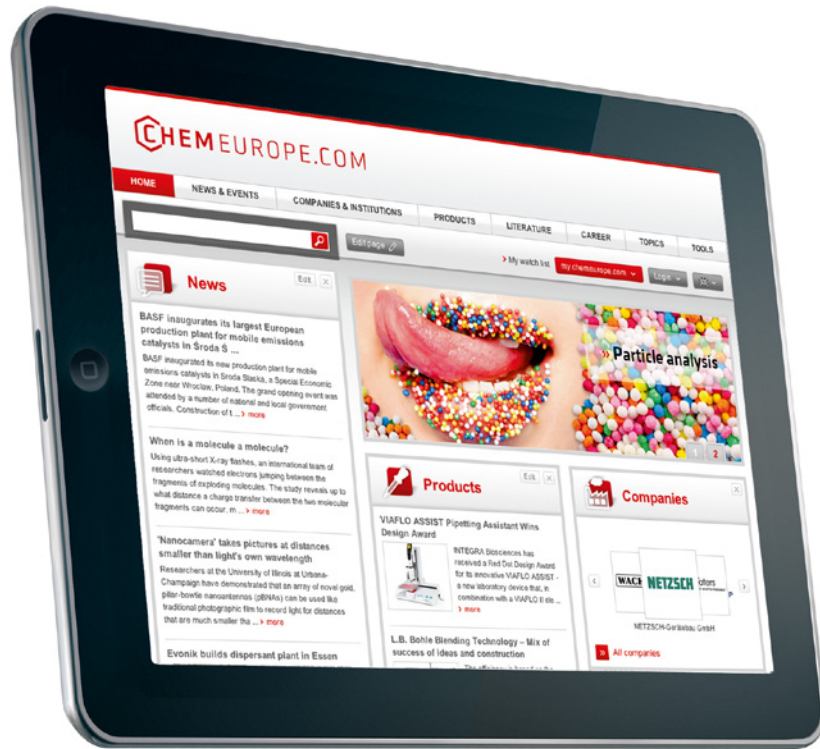 CHEMEUROPE.COM
HOME NEWS & EVENTS COMPANIES & INSTITUTIONS PRODUCTS LITERATURE CAREER TOPICS TOOLS
Edit page
> My watch list my.chemeurope.com Login
News Edit
BASF inaugurates its largest European
production plant for mobile emissions
catalysts in Środa Ś ...
BASF inaugurated its new production plant for mobile
emissions catalysts in Środa Śląska, a Special Economic
Zone near Wroclaw, Poland. The grand opening event was
attended by a number of national and local government
officials. Construction of t ... > more
When is a molecule a molecule?
Using ultra-short X-ray flashes, an international team of
researchers watched electrons jumping between the
fragments of exploding molecules. The study reveals up to
what distance a charge transfer between the two molecular
fragments can occur, m ... > more
'Nanocamera' takes pictures at distances
smaller than light's own wavelength
Researchers at the University of Illinois at Urbana-
Champaign have demonstrated that an array of novel gold,
pillar-bowtie nanoantennas (pBNAs) can be used like
traditional photographic film to record light for distances
that are much smaller tha ... > more
Evonik builds dispersant plant in Essen
» Particle analysis
1 2
Products Edit
VIAFLO ASSIST Pipetting Assistant Wins
Design Award
INTEGRA Biosciences has
received a Red Dot Design Award
for its innovative VIAFLO ASSIST -
a new laboratory device that, in
combination with a VIAFLO II ele ...
> more
L.B. Bohle Blending Technology – Mix of
success of ideas and construction
Companies
NETZSCH
NETZSCH-Gerätebau GmbH
» All companies